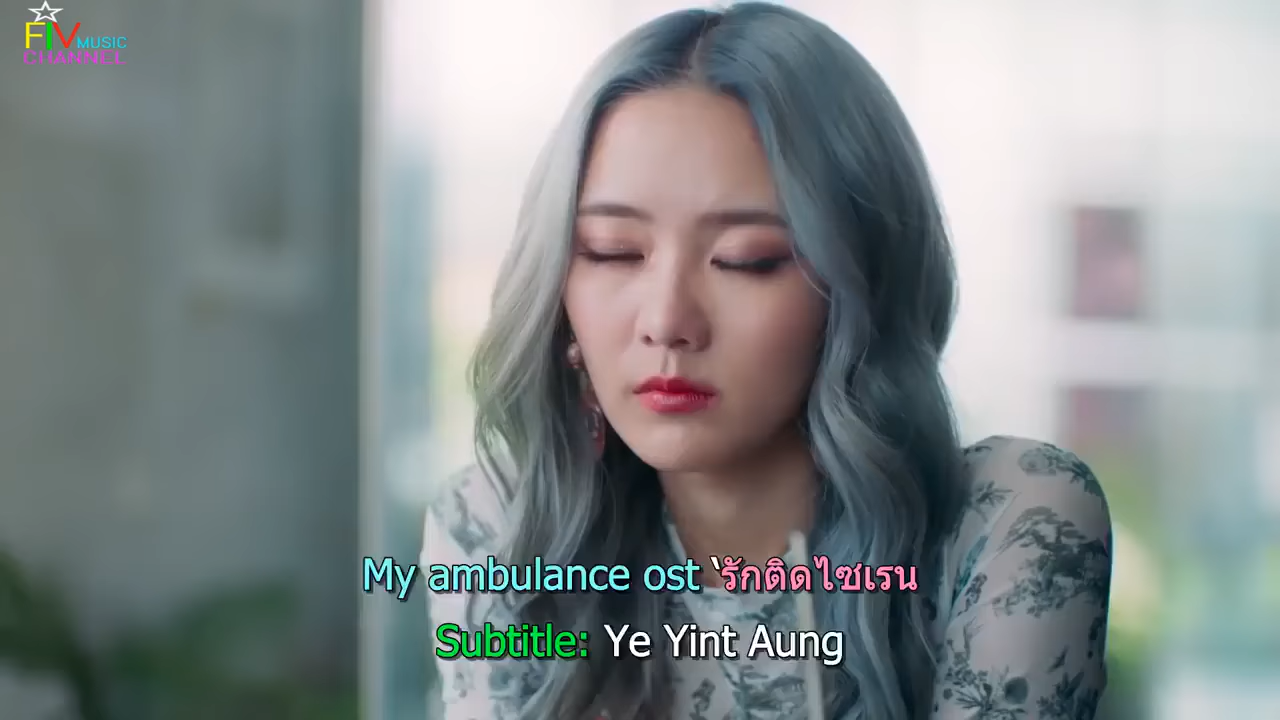 FIV MUSIC
CHANNEL
My ambulance ost ‘รักติดไซเรน
Subtitle: Ye Yint Aung